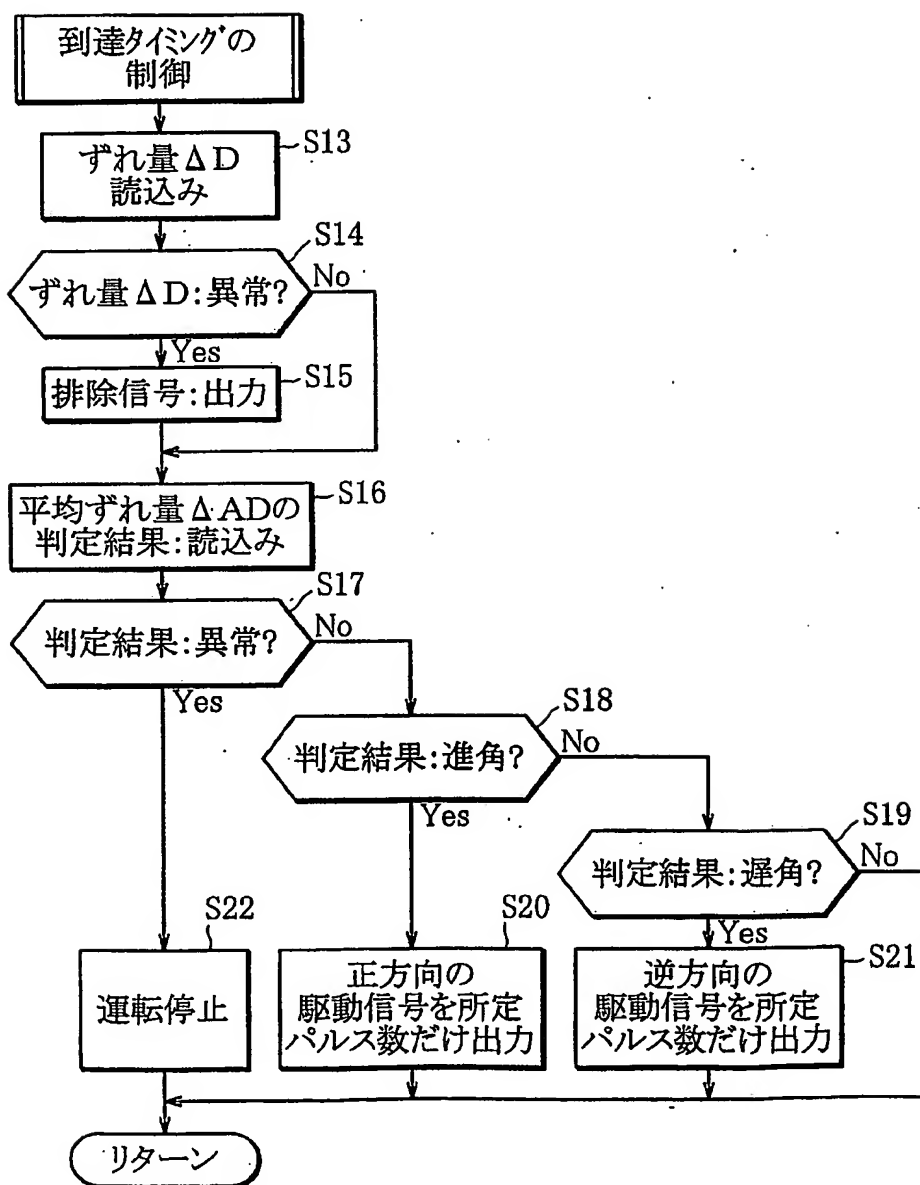 到達タイミングの
制御
S13
ずれ量ΔD
読込み
S14
ずれ量ΔD:異常?
No
Yes
S15
排除信号:出力
S16
平均ずれ量ΔADの
判定結果:読込み
S17
判定結果:異常?
No
Yes
S18
判定結果:進角?
No
Yes
S19
判定結果:遅角?
No
Yes
S22
運転停止
S20
正方向の
駆動信号を所定
パルス数だけ出力
S21
逆方向の
駆動信号を所定
パルス数だけ出力
リターン